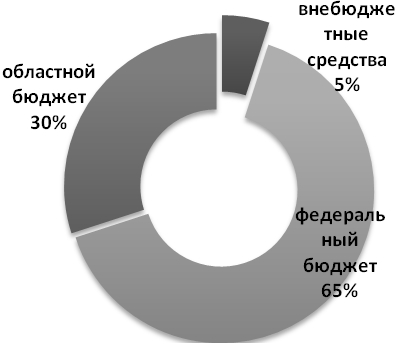 внебюдже
тные
средства
5%
областной
бюджет
30%
федераль
ный
бюджет
65%